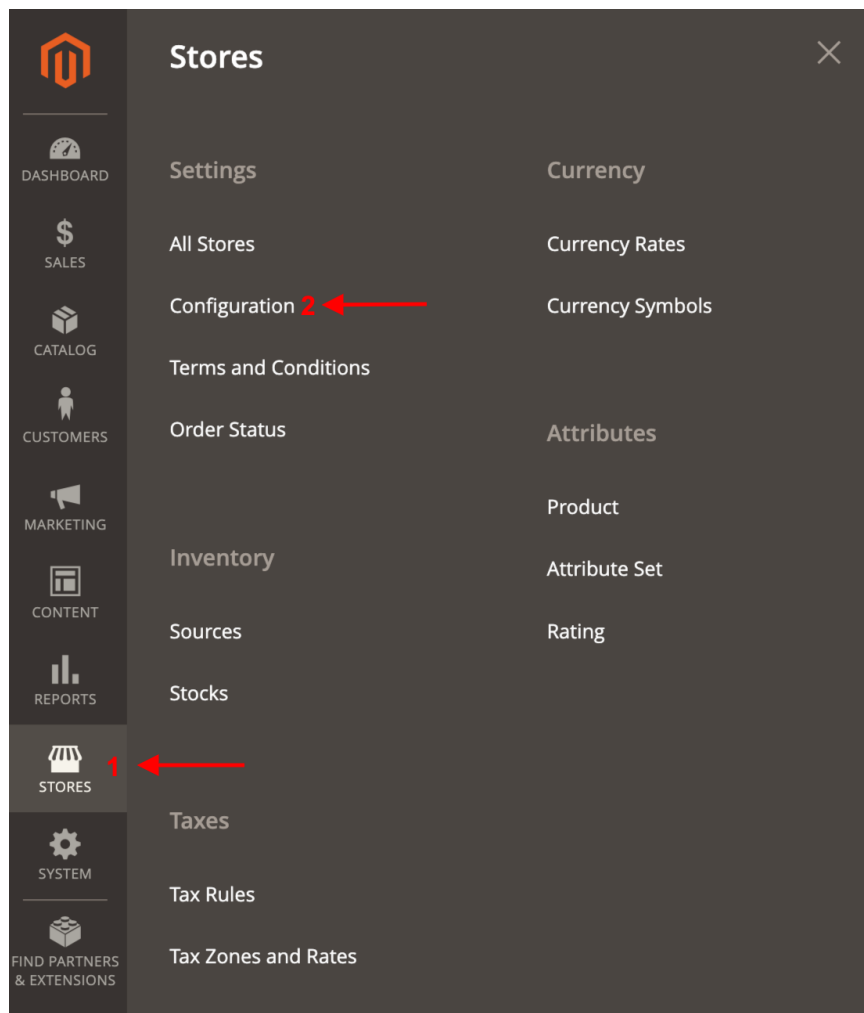 DASHBOARD
SALES
CATALOG
CUSTOMERS
MARKETING
CONTENT
REPORTS
STORES 1
SYSTEM
FIND PARTNERS
& EXTENSIONS
Stores
Settings
All Stores
Configuration 2
Terms and Conditions
Order Status
Inventory
Sources
Stocks
Taxes
Tax Rules
Tax Zones and Rates
Currency
Currency Rates
Currency Symbols
Attributes
Product
Attribute Set
Rating